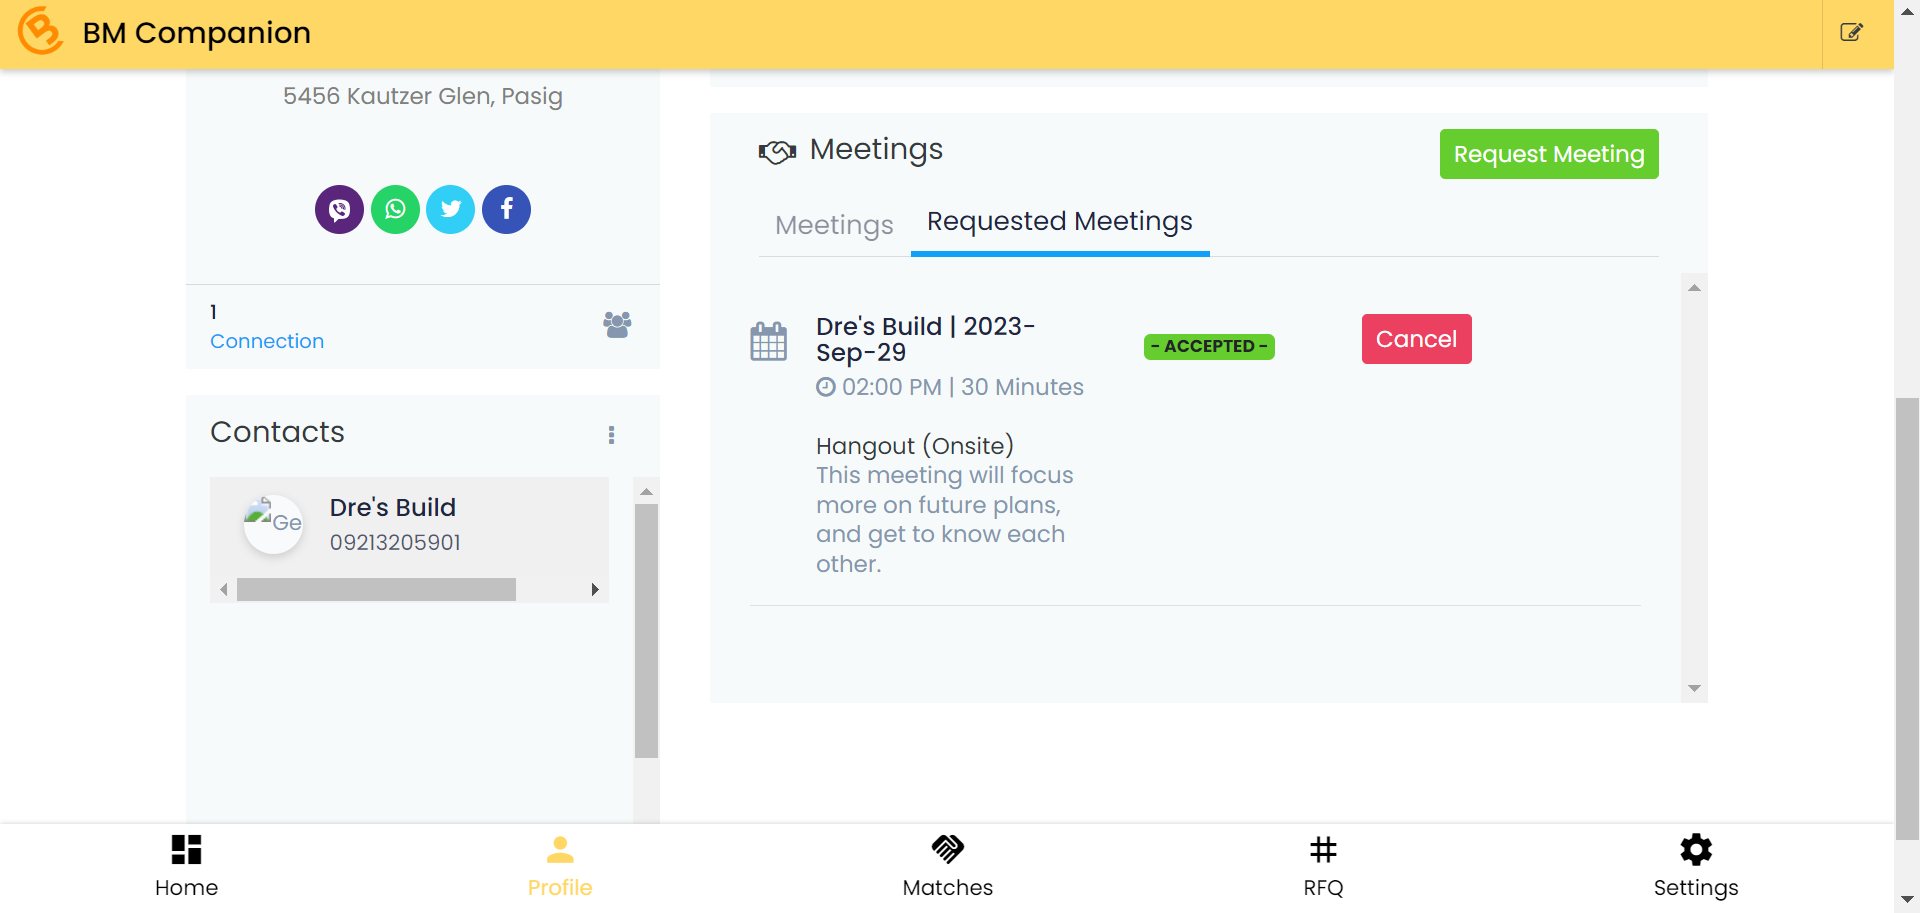 BM Companion
5456 Kautzer Glen, Pasig
1
Connection
Contacts
Ge
Dre's Build
09213205901
Meetings
Request Meeting
Meetings
Requested Meetings
Dre's Build | 2023-
Sep-29
- ACCEPTED -
Cancel
02:00 PM | 30 Minutes
Hangout (Onsite)
This meeting will focus
more on future plans,
and get to know each
other.
Home
Profile
Matches
RFQ
Settings